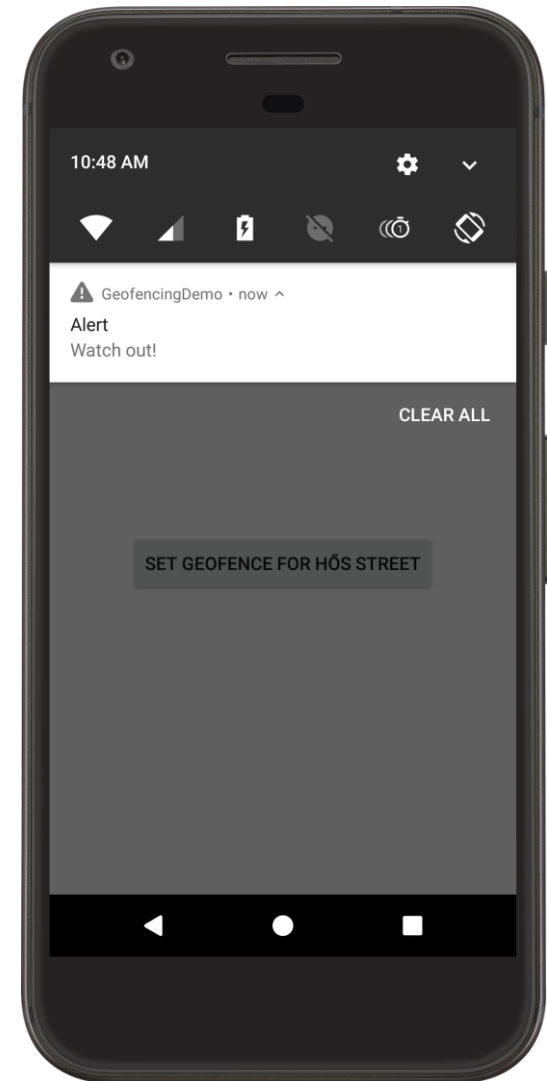 10:48 AM
GeofencingDemo • now
Alert
Watch out!
CLEAR ALL
SET GEOFENCE FOR HŐS STREET